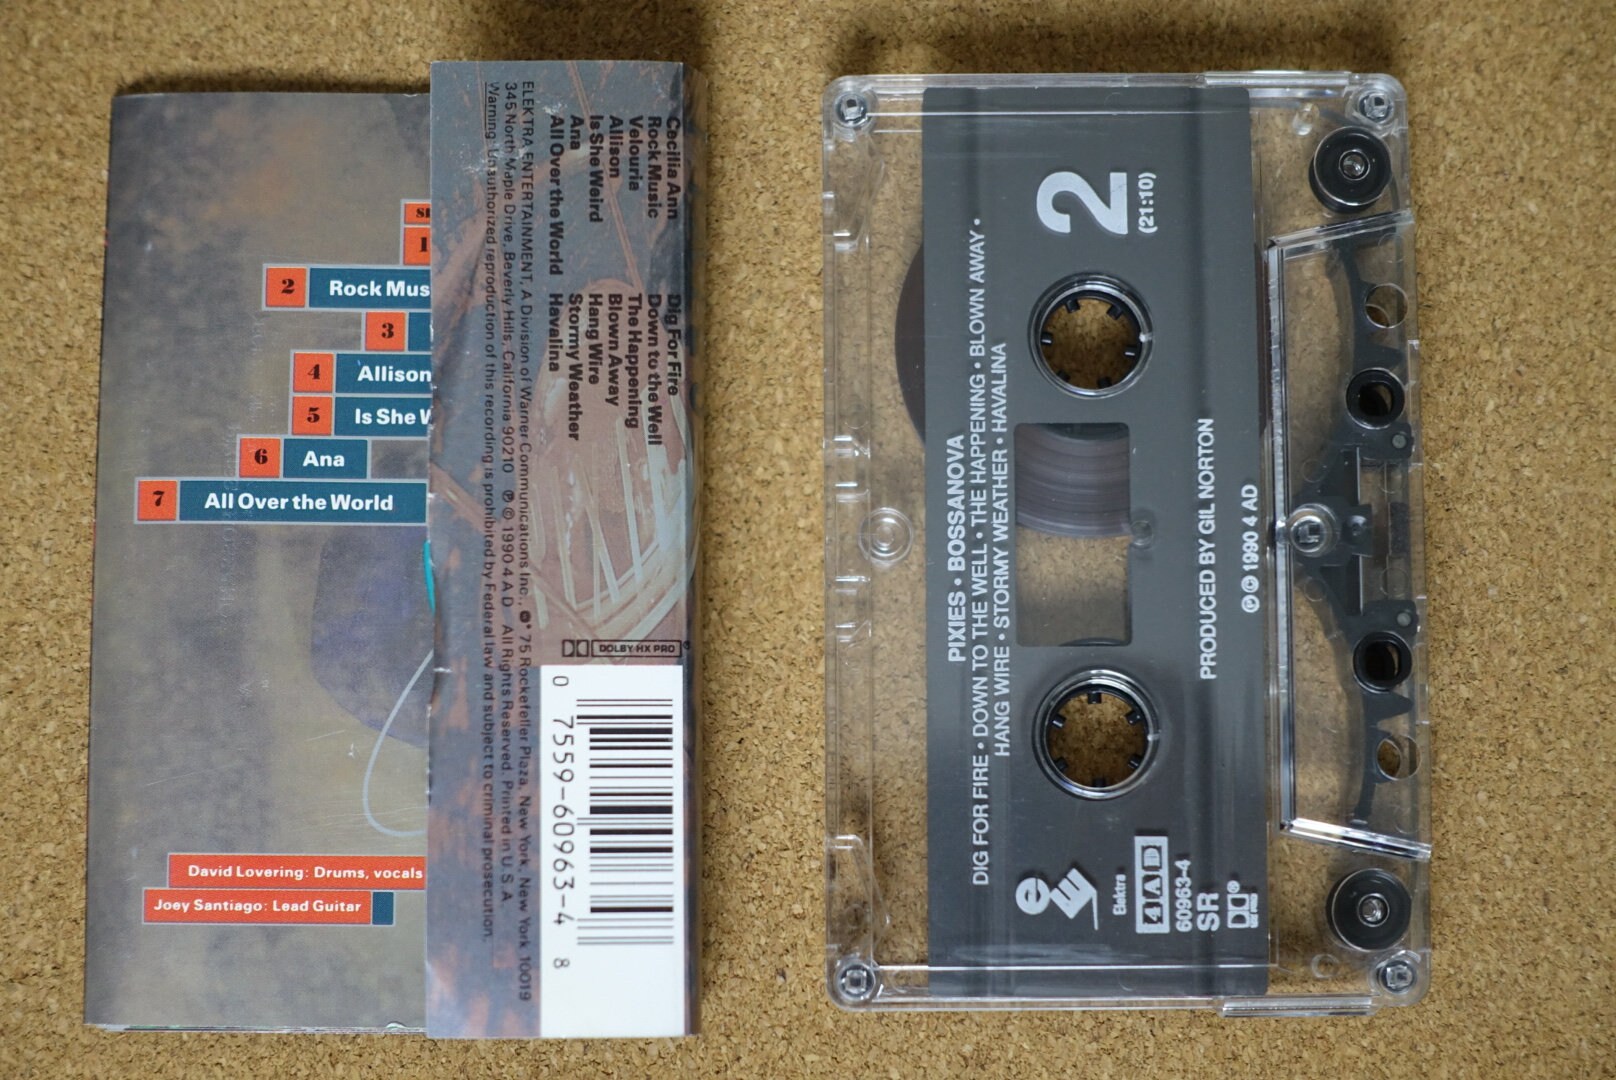 2
Rock Mus
3
4
Allison
5
Is She W
6
Ana
7
All Over the World
David Lovering: Drums, vocals
Joey Santiago: Lead Guitar
Cecilia Ann
Rock Music
Velouria
Allison
Is She Weird
Ana
All Over the World
Dig For Fire
Down to the Well
The Happening
Blown Away
Hang Wire
Stormy Weather
Havalina
ELEKTRA ENTERTAINMENT, A Division of Warner Communications Inc., 75 Rockefeller Plaza, New York, New York 10019
345 North Maple Drive, Beverly Hills, California 90210 ℗ © 1990 4 A D All Rights Reserved. Printed in U.S.A.
Warning: Unauthorized reproduction of this recording is prohibited by Federal law and subject to criminal prosecution.
DOLBY HX PRO
0 7559-60963-4 8
2
(21:10)
PIXIES • BOSSANOVA
DIG FOR FIRE • DOWN TO THE WELL • THE HAPPENING • BLOWN AWAY •
HANG WIRE • STORMY WEATHER • HAVALINA
PRODUCED BY GIL NORTON
℗ © 1990 4 AD
e
Elektra
4AD
60963-4
SR